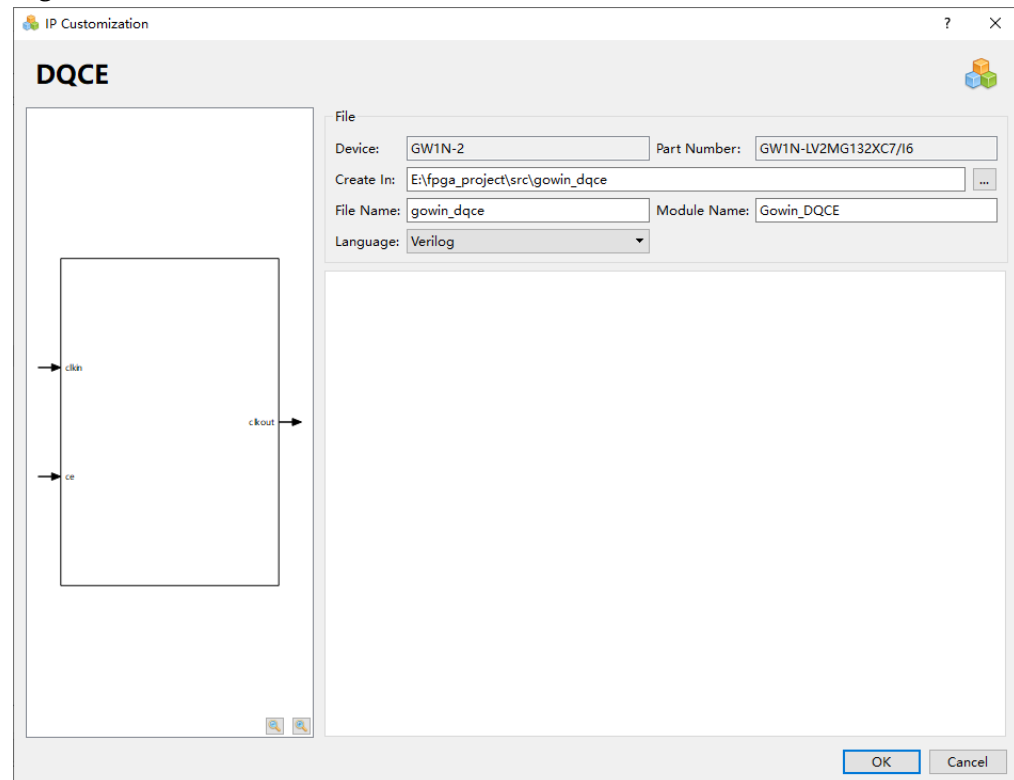 IP Customization
?
DQCE
File
Device: GW1N-2 Part Number: GW1N-LV2MG132XC7/I6
Create In: E:\fpga_project\src\gowin_dqce ...
File Name: gowin_dqce Module Name: Gowin_DQCE
Language: Verilog
clkin
clkout
ce
OK Cancel